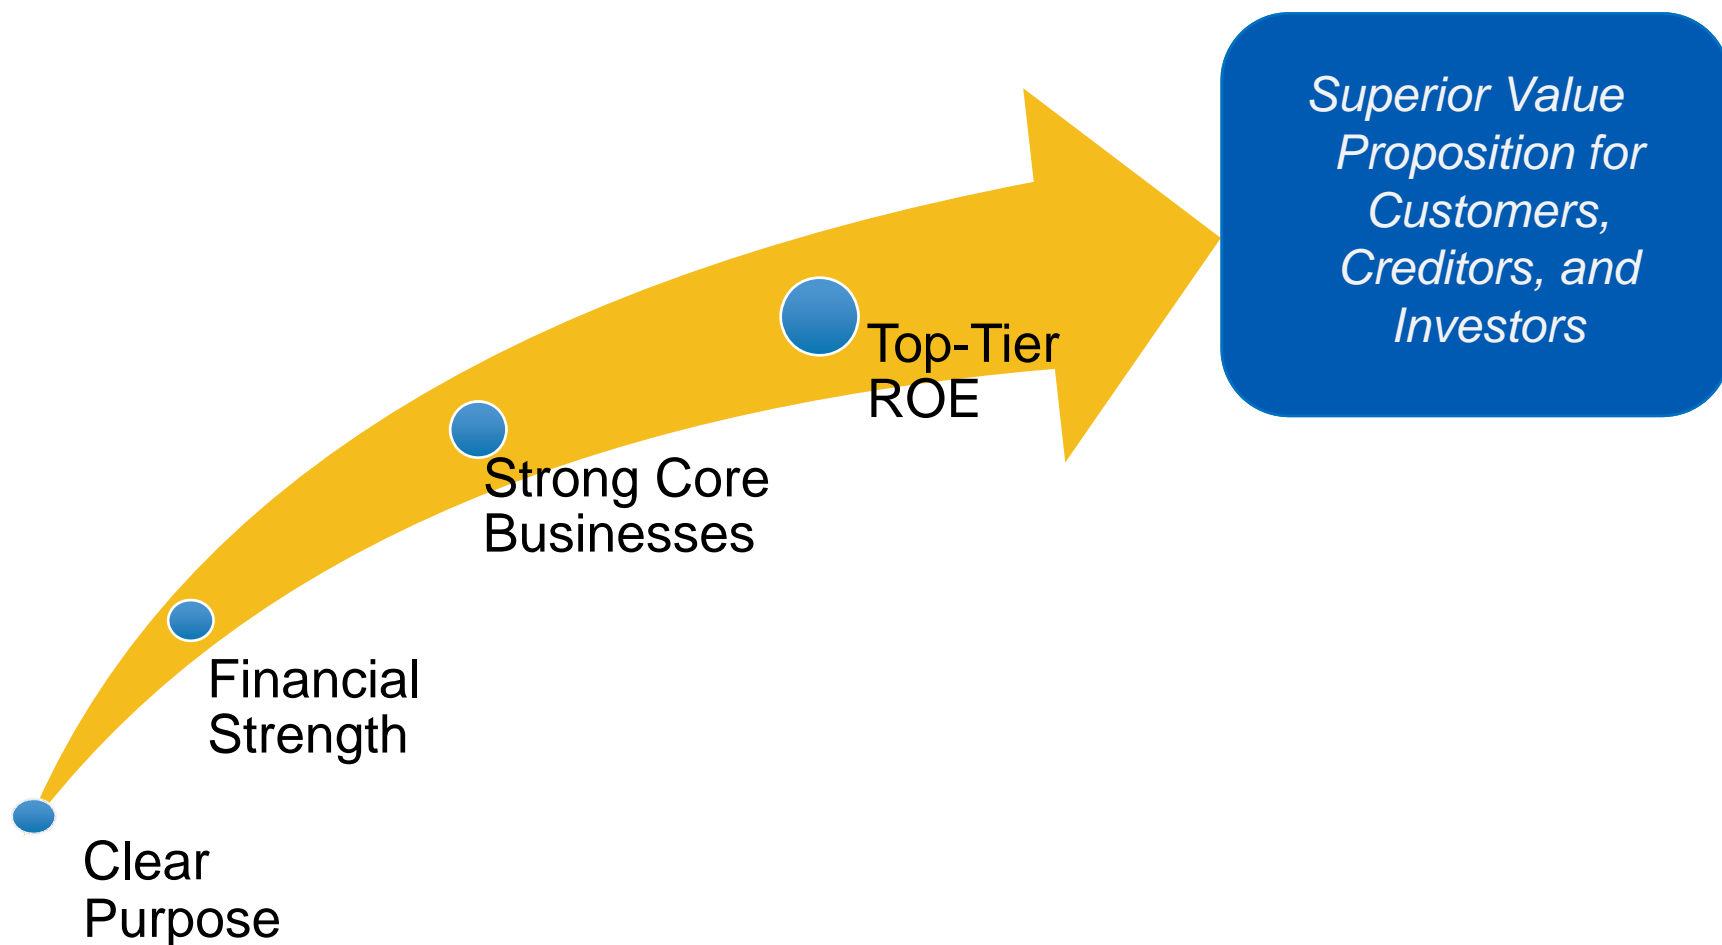 Superior Value
Proposition for
Customers,
Creditors, and
Investors
Top-Tier
ROE
Strong Core
Businesses
Financial
Strength
Clear
Purpose